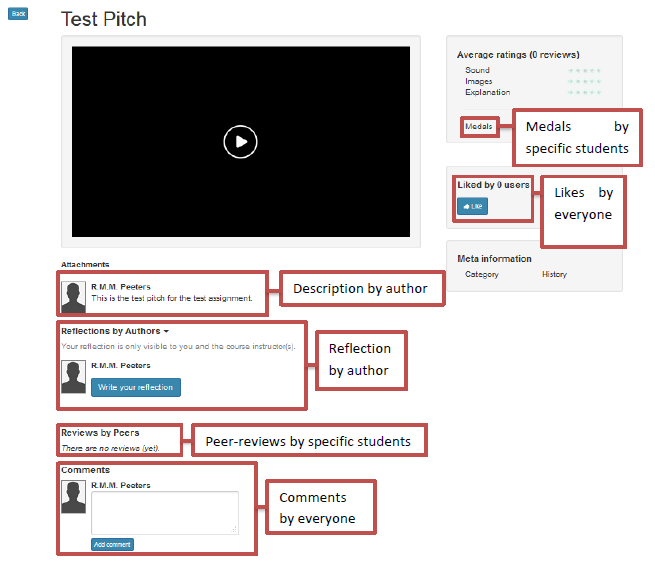 Back
Test Pitch
Average ratings (0 reviews)
Sound
Images
Explanation
Medals
Medals by
specific students
Liked by 0 users
Like
Likes by
everyone
Meta information
Category History
Attachments
R.M.M. Peeters
This is the test pitch for the test assignment.
Description by author
Reflections by Authors
Your reflection is only visible to you and the course instructor(s).
R.M.M. Peeters
Write your reflection
Reflection
by author
Reviews by Peers
There are no reviews (yet).
Peer-reviews by specific students
Comments
R.M.M. Peeters
Add comment
Comments
by everyone